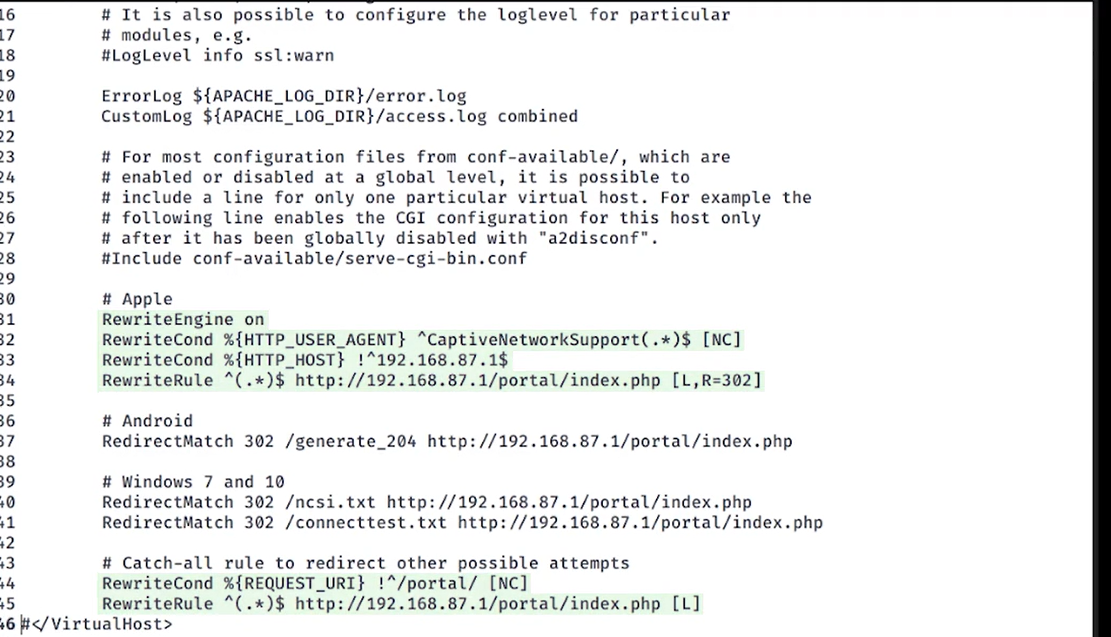 16 # It is also possible to configure the loglevel for particular
17 # modules, e.g.
18 #LogLevel info ssl:warn
19
20 ErrorLog ${APACHE_LOG_DIR}/error.log
21 CustomLog ${APACHE_LOG_DIR}/access.log combined
22
23 # For most configuration files from conf-available/, which are
24 # enabled or disabled at a global level, it is possible to
25 # include a line for only one particular virtual host. For example the
26 # following line enables the CGI configuration for this host only
27 # after it has been globally disabled with "a2disconf".
28 #Include conf-available/serve-cgi-bin.conf
29
30 # Apple
31 RewriteEngine on
32 RewriteCond %{HTTP_USER_AGENT} ^CaptiveNetworkSupport(.*)$ [NC]
33 RewriteCond %{HTTP_HOST} !^192.168.87.1$
34 RewriteRule ^(.*)$ http://192.168.87.1/portal/index.php [L,R=302]
35
36 # Android
37 RedirectMatch 302 /generate_204 http://192.168.87.1/portal/index.php
38
39 # Windows 7 and 10
40 RedirectMatch 302 /ncsi.txt http://192.168.87.1/portal/index.php
41 RedirectMatch 302 /connecttest.txt http://192.168.87.1/portal/index.php
42
43 # Catch-all rule to redirect other possible attempts
44 RewriteCond %{REQUEST_URI} !^/portal/ [NC]
45 RewriteRule ^(.*)$ http://192.168.87.1/portal/index.php [L]
46 #</VirtualHost>